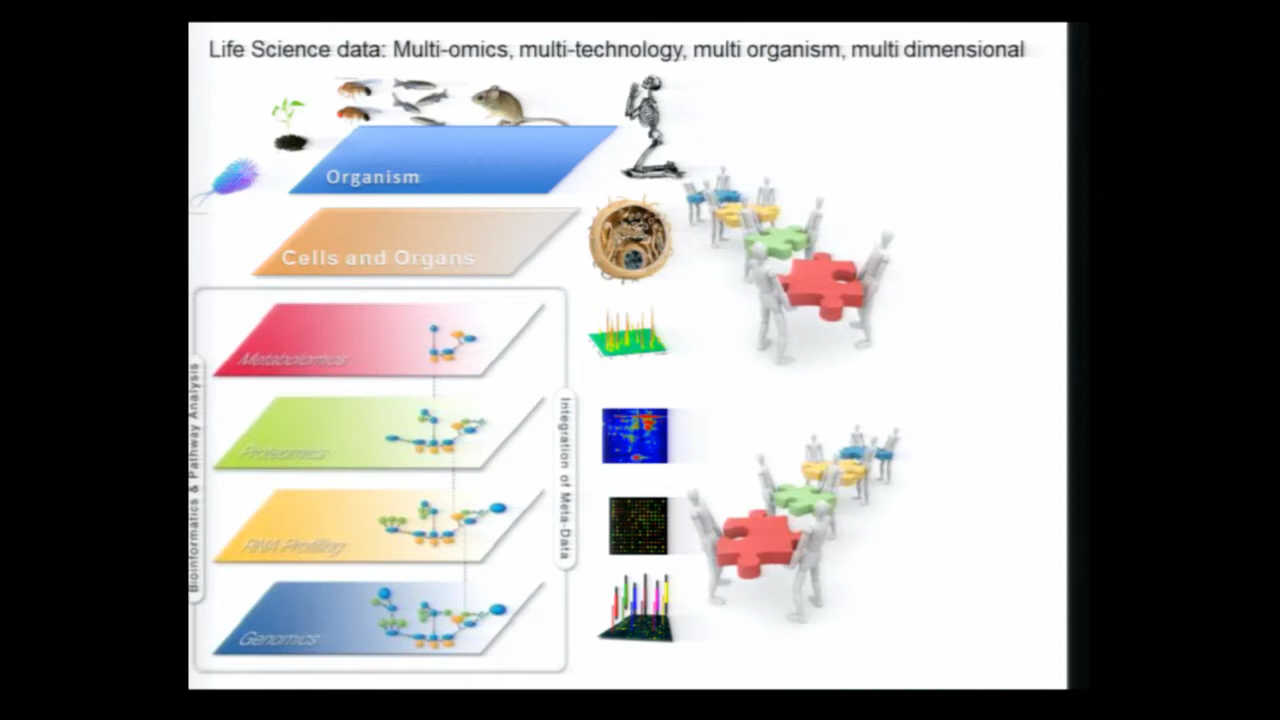 Life Science data: Multi-omics, multi-technology, multi organism, multi dimensional
Organism
Cells and Organs
Metabolomics
Proteomics
RNA Profiling
Genomics
Bioinformatics & Pathway Analysis
Integration of Meta-Data